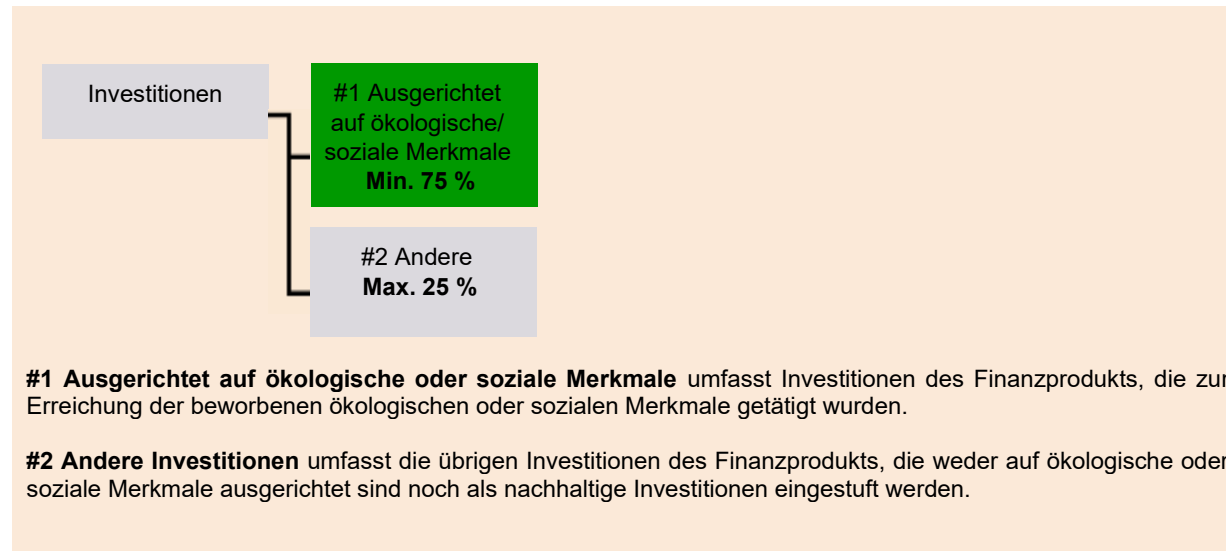 Investitionen
#1 Ausgerichtet
auf ökologische/
soziale Merkmale
Min. 75 %
#2 Andere
Max. 25 %
#1 Ausgerichtet auf ökologische oder soziale Merkmale umfasst Investitionen des Finanzprodukts, die zur
Erreichung der beworbenen ökologischen oder sozialen Merkmale getätigt wurden.
#2 Andere Investitionen umfasst die übrigen Investitionen des Finanzprodukts, die weder auf ökologische oder
soziale Merkmale ausgerichtet sind noch als nachhaltige Investitionen eingestuft werden.